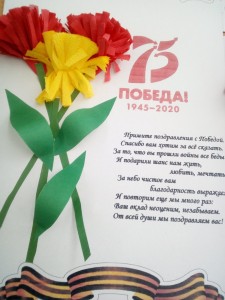 75
ПОБЕДА!
1945–2020
Примите поздравления с Победой,
Спасибо вам хотим за всё сказать,
За то, что вы прошли войны все беды
И подарили шанс нам жить,
любить, мечтать
За небо чистое вам
благодарность выражаем
И повторим еще мы много раз:
Ваш вклад неоценим, незабываем.
От всей души мы поздравляем вас!